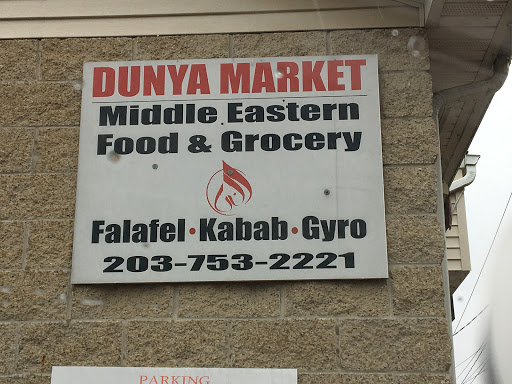 DUNYA MARKET
Middle Eastern
Food & Grocery
Falafel • Kabab • Gyro
203-753-2221
PARKING